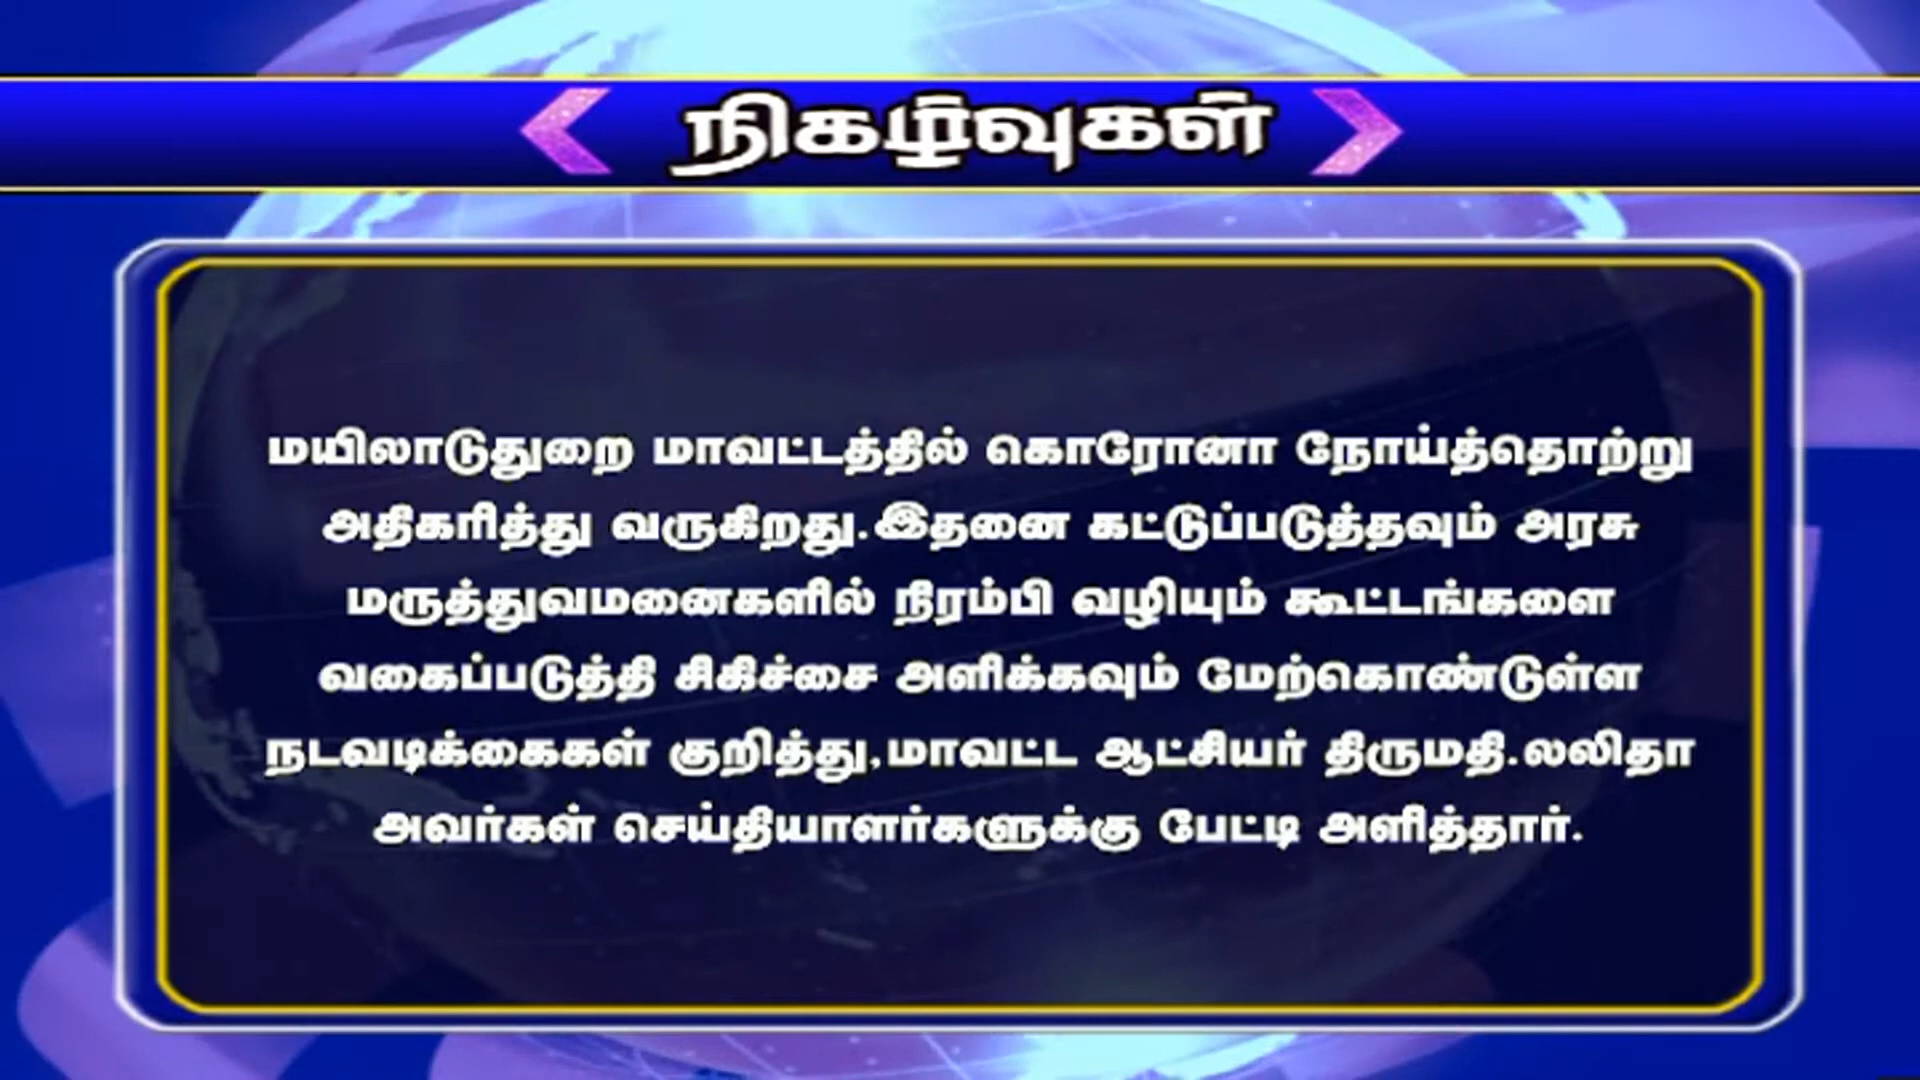 நிகழ்வுகள்
மயிலாடுதுறை மாவட்டத்தில் கொரோனா நோய்த்தொற்று
அதிகரித்து வருகிறது.இதனை கட்டுப்படுத்தவும் அரசு
மருத்துவமனைகளில் நிரம்பி வழியும் கூட்டங்களை
வகைப்படுத்தி சிகிச்சை அளிக்கவும் மேற்கொண்டுள்ள
நடவடிக்கைகள் குறித்து,மாவட்ட ஆட்சியர் திருமதி.லலிதா
அவர்கள் செய்தியாளர்களுக்கு பேட்டி அளித்தார்.